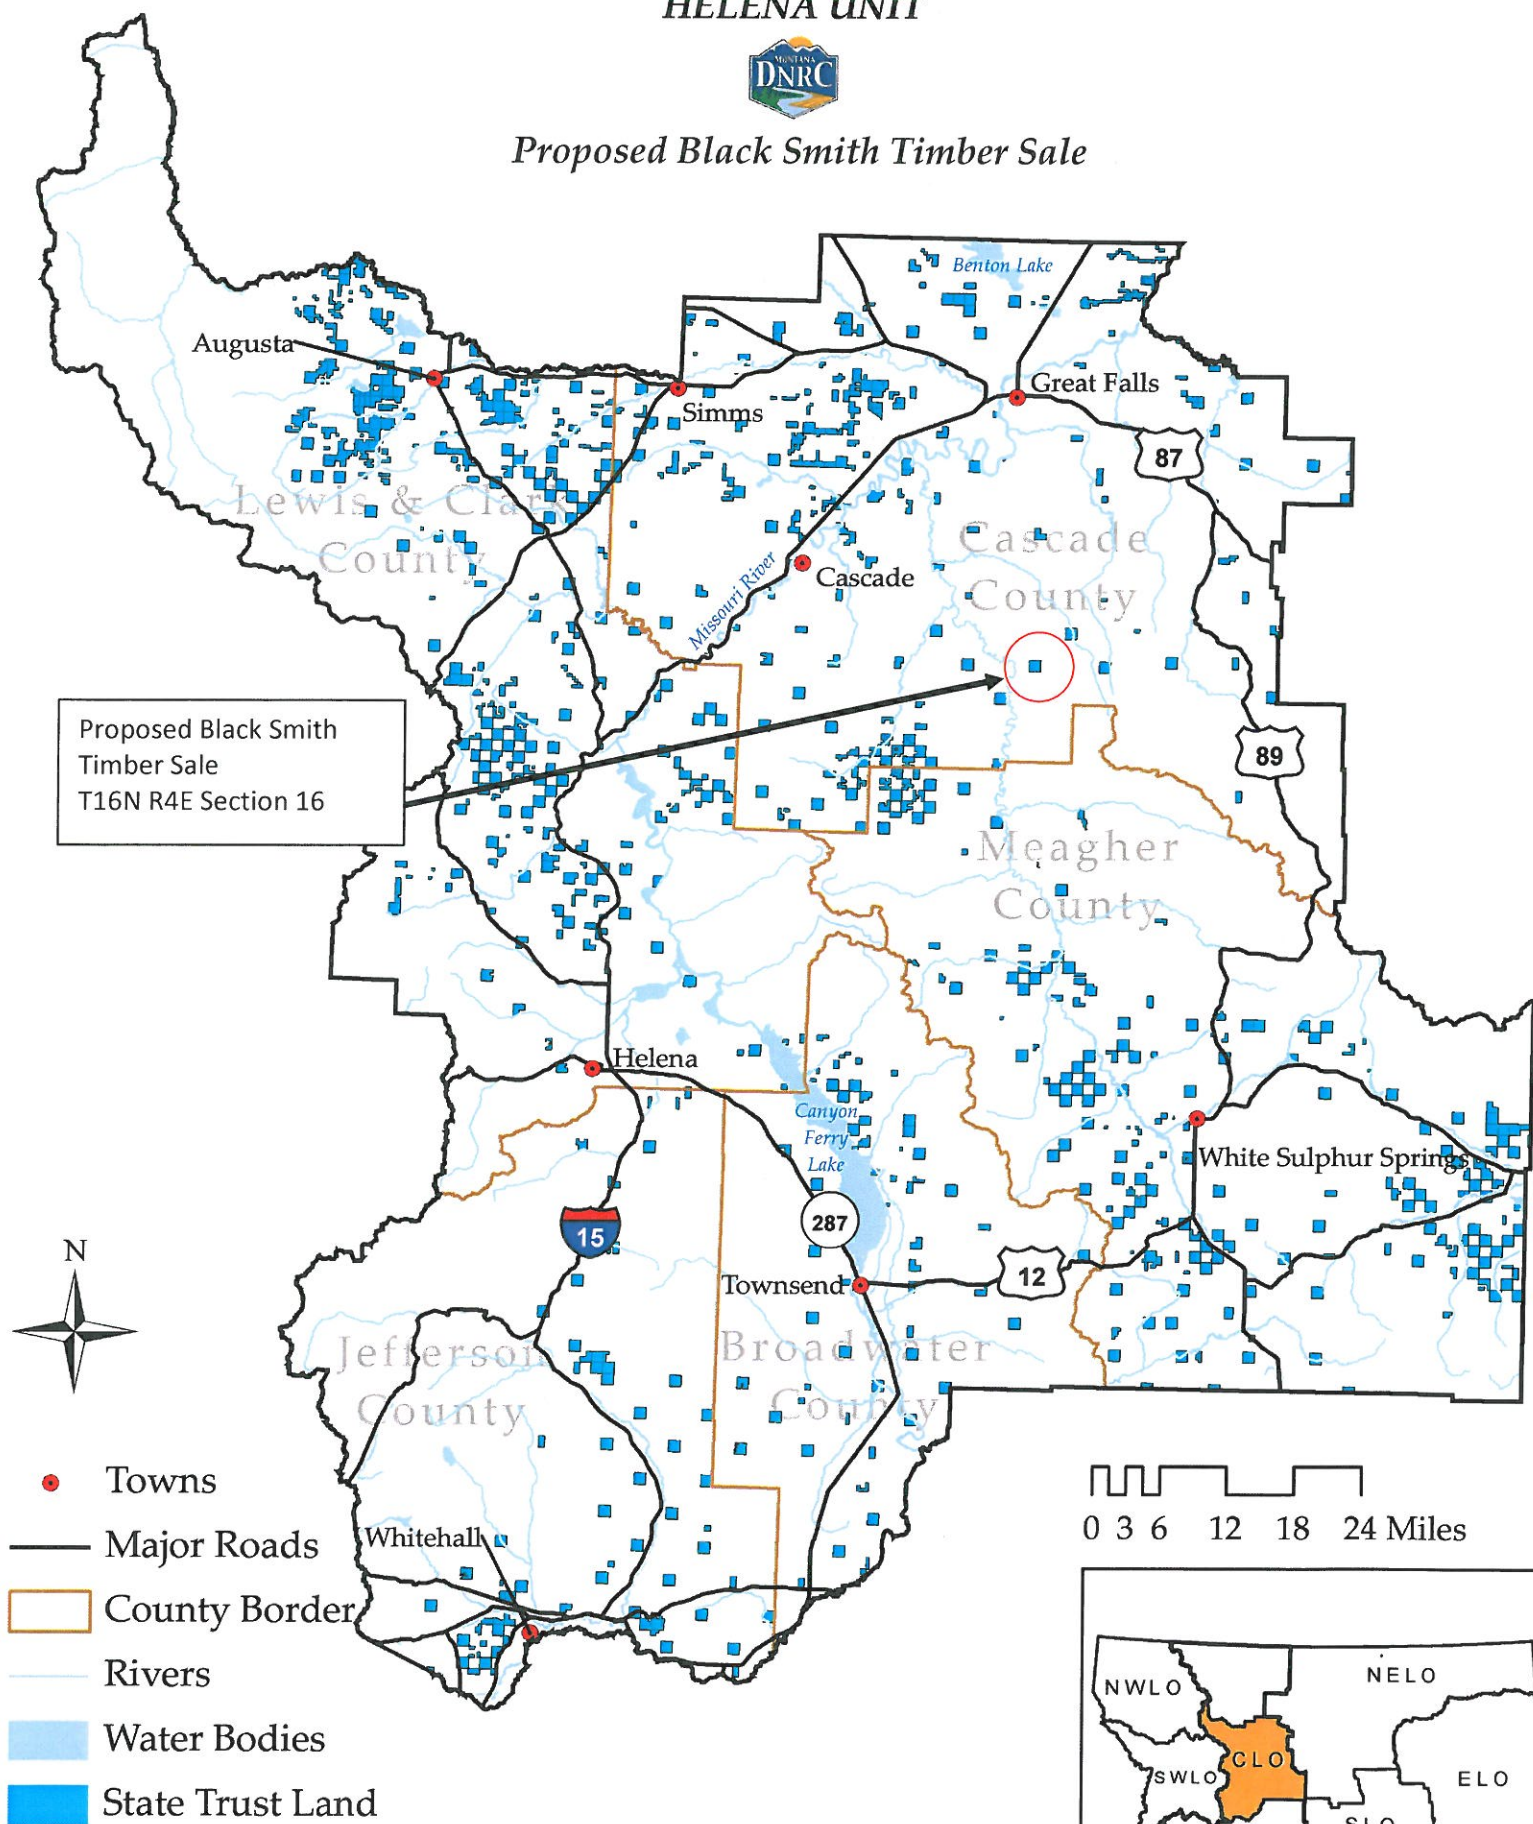 HELENA UNIT
MONTANA
DNRC
Proposed Black Smith Timber Sale
Benton Lake
Augusta
Great Falls
Simms
87
Lewis & Clark
County
Cascade
County
Cascade
Missouri River
Proposed Black Smith
Timber Sale
T16N R4E Section 16
89
Meagher
County
Helena
Canyon
Ferry
Lake
White Sulphur Springs
15
287
N
12
Townsend
Jefferson
County
Broadwater
County
Towns
Major Roads
County Border
Rivers
Water Bodies
State Trust Land
Whitehall
0 3 6 12 18 24 Miles
NWLO
NELO
CLO
SWLO
ELO
SLO